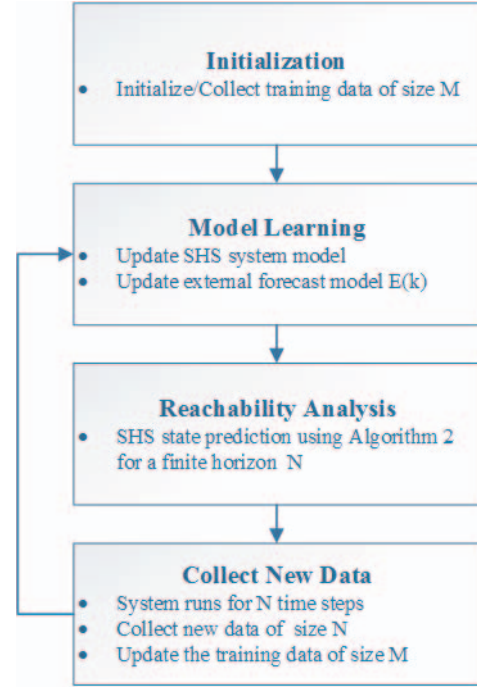 Initialization
• Initialize/Collect training data of size M
Model Learning
• Update SHS system model
• Update external forecast model E(k)
Reachability Analysis
• SHS state prediction using Algorithm 2
for a finite horizon N
Collect New Data
• System runs for N time steps
• Collect new data of size N
• Update the training data of size M